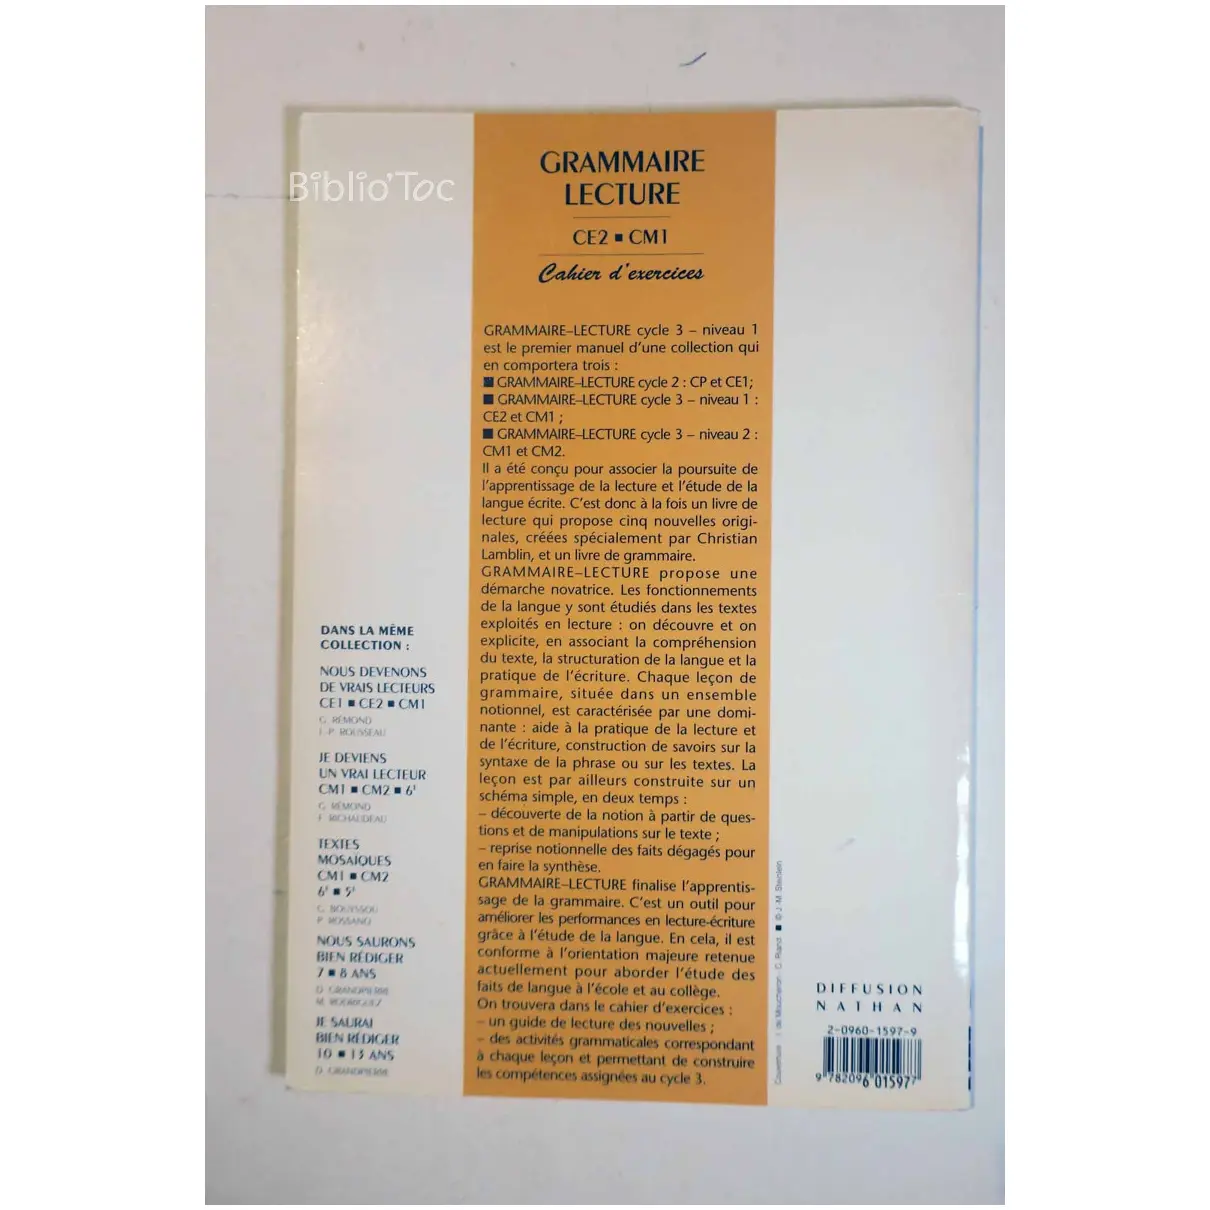 Biblio'Toc
GRAMMAIRE
LECTURE
CE2 ■ CM1
Cahier d'exercices
GRAMMAIRE–LECTURE cycle 3 – niveau 1
est le premier manuel d'une collection qui
en comportera trois :
■ GRAMMAIRE–LECTURE cycle 2 : CP et CE1;
■ GRAMMAIRE–LECTURE cycle 3 – niveau 1 :
CE2 et CM1 ;
■ GRAMMAIRE–LECTURE cycle 3 – niveau 2 :
CM1 et CM2.
Il a été conçu pour associer la poursuite de
l'apprentissage de la lecture et l'étude de la
langue écrite. C'est donc à la fois un livre de
lecture qui propose cinq nouvelles origi-
nales, créées spécialement par Christian
Lamblin, et un livre de grammaire.
GRAMMAIRE–LECTURE propose une
démarche novatrice. Les fonctionnements
de la langue y sont étudiés dans les textes
exploités en lecture : on découvre et on
explicite, en associant la compréhension
du texte, la structuration de la langue et la
pratique de l'écriture. Chaque leçon de
grammaire, située dans un ensemble
notionnel, est caractérisée par une domi-
nante : aide à la pratique de la lecture et
de l'écriture, construction de savoirs sur la
syntaxe de la phrase ou sur les textes. La
leçon est par ailleurs construite sur un
schéma simple, en deux temps :
– découverte de la notion à partir de ques-
tions et de manipulations sur le texte ;
– reprise notionnelle des faits dégagés pour
en faire la synthèse.
GRAMMAIRE–LECTURE finalise l'apprentis-
sage de la grammaire. C'est un outil pour
améliorer les performances en lecture-écriture
grâce à l'étude de la langue. En cela, il est
conforme à l'orientation majeure retenue
actuellement pour aborder l'étude des
faits de langue à l'école et au collège.
On trouvera dans le cahier d'exercices :
– un guide de lecture des nouvelles ;
– des activités grammaticales correspondant
à chaque leçon et permettant de construire
les compétences assignées au cycle 3.
DANS LA MÊME
COLLECTION :
NOUS DEVENONS
DE VRAIS LECTEURS
CE1 ■ CE2 ■ CM1
G. RÉMOND
J.-P. ROUSSEAU
JE DEVIENS
UN VRAI LECTEUR
CM1 ■ CM2 ■ 6e
G. RÉMOND
F. RICHAUDEAU
TEXTES
MOSAÏQUES
CM1 ■ CM2
6e ■ 5e
G. BOUYSSOU
P. ROSSANO
NOUS SAURONS
BIEN RÉDIGER
7 ■ 8 ANS
D. GRANDPIERRE
M. RODRIGUEZ
JE SAURAI
BIEN RÉDIGER
10 ■ 13 ANS
D. GRANDPIERRE
Couverture : I. de Moucheron - C. Riand ■ © J.-M. Steinlein
DIFFUSION
NATHAN
2-0960-1597-9
9 782096 015977